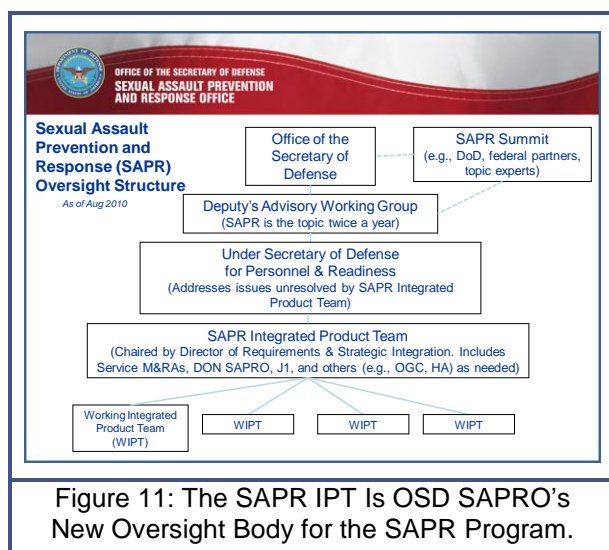 OFFICE OF THE SECRETARY OF DEFENSE
SEXUAL ASSAULT PREVENTION
AND RESPONSE OFFICE
Sexual Assault
Prevention and
Response (SAPR)
Oversight Structure
As of Aug 2010
Office of the
Secretary of
Defense
SAPR Summit
(e.g., DoD, federal partners,
topic experts)
Deputy's Advisory Working Group
(SAPR is the topic twice a year)
Under Secretary of Defense
for Personnel & Readiness
(Addresses issues unresolved by SAPR Integrated
Product Team)
SAPR Integrated Product Team
(Chaired by Director of Requirements & Strategic Integration. Includes
Service M&RAs, DON SAPRO, J1, and others (e.g., OGC, HA) as needed)
Working Integrated
Product Team
(WIPT)
WIPT
WIPT
WIPT
Figure 11: The SAPR IPT Is OSD SAPRO's
New Oversight Body for the SAPR Program.